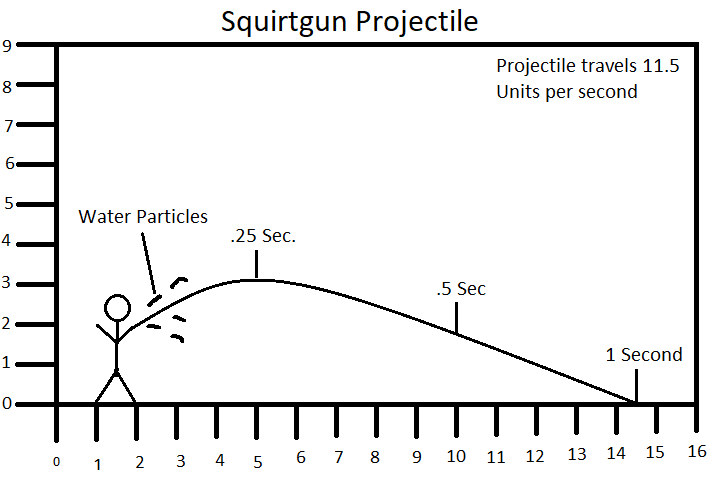 Squirtgun Projectile
Projectile travels 11.5
Units per second
9
8
7
6
5
4
3
2
1
0
Water Particles
.25 Sec.
.5 Sec
1 Second
0 1 2 3 4 5 6 7 8 9 10 11 12 13 14 15 16